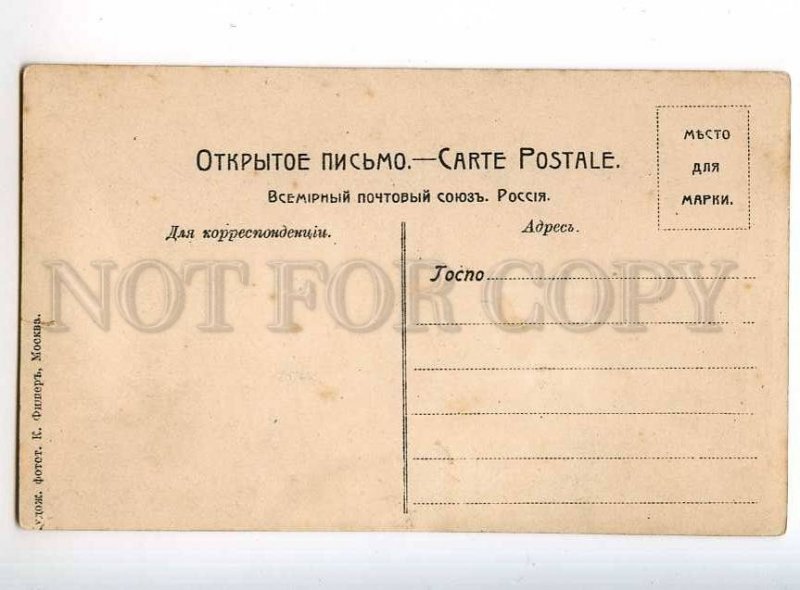 ОТКРЫТОЕ ПИСЬМО.—CARTE POSTALE.
ВСЕМІРНЫЙ ПОЧТОВЫЙ СОЮЗЪ. РОССІЯ.
МѢСТО
ДЛЯ
МАРКИ.
Для корреспонденціи.
Адресъ.
Госпо
NOT FOR COPY
Худож. фотот. К. Фишеръ, Москва.